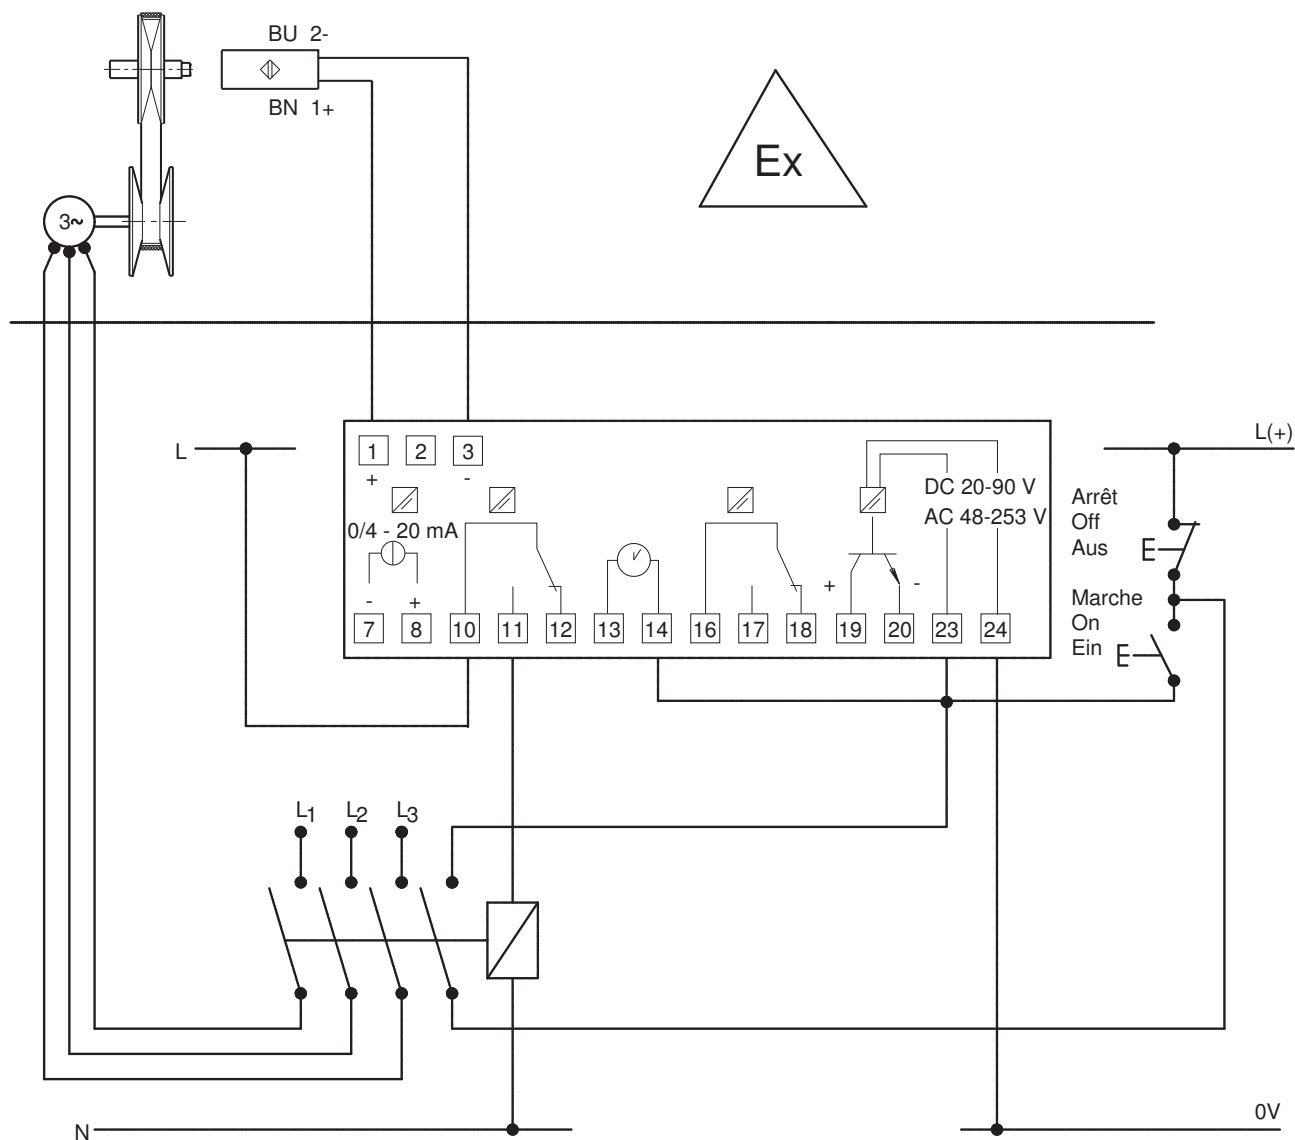 BU 2-
BN 1+
Ex
3~
L
L(+)
1 2 3
+ -
DC 20-90 V
AC 48-253 V
0/4 - 20 mA
- +
+ -
7 8 10 11 12 13 14 16 17 18 19 20 23 24
Arrêt
Off
Aus
E
Marche
On
Ein
E
L1 L2 L3
N
0V